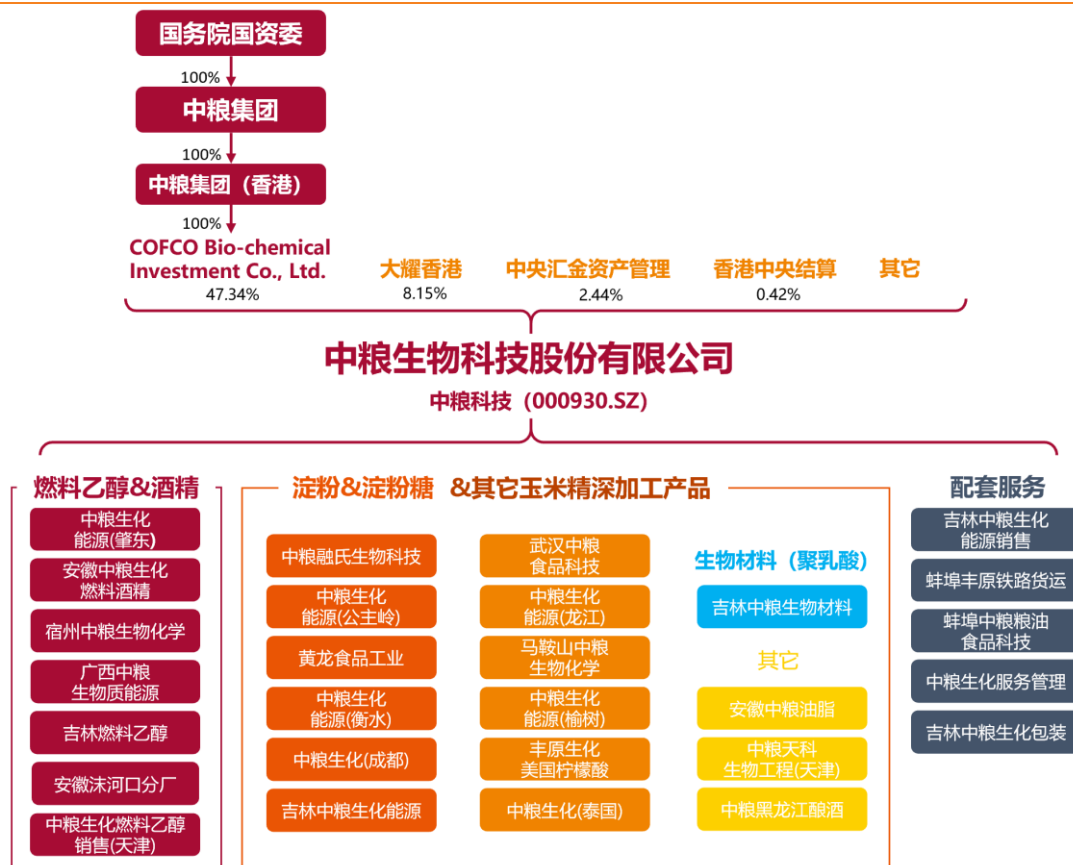 国务院国资委
100%
中粮集团
100%
中粮集团（香港）
100%
COFCO Bio-chemical
Investment Co., Ltd.
47.34%
大耀香港
8.15%
中央汇金资产管理
2.44%
香港中央结算
0.42%
其它
中粮生物科技股份有限公司
中粮科技（000930.SZ）
燃料乙醇&酒精
中粮生化
能源(肇东)
安徽中粮生化
燃料酒精
宿州中粮生物化学
广西中粮
生物质能源
吉林燃料乙醇
安徽沫河口分厂
中粮生化燃料乙醇
销售(天津)
淀粉&淀粉糖 &其它玉米精深加工产品
中粮融氏生物科技
中粮生化
能源(公主岭)
黄龙食品工业
中粮生化
能源(衡水)
中粮生化(成都)
吉林中粮生化能源
武汉中粮
食品科技
中粮生化
能源(龙江)
马鞍山中粮
生物化学
中粮生化
能源(榆树)
丰原生化
美国柠檬酸
中粮生化(泰国)
生物材料（聚乳酸）
吉林中粮生物材料
其它
安徽中粮油脂
中粮天科
生物工程(天津)
中粮黑龙江酿酒
配套服务
吉林中粮生化
能源销售
蚌埠丰原铁路货运
蚌埠中粮粮油
食品科技
中粮生化服务管理
吉林中粮生化包装